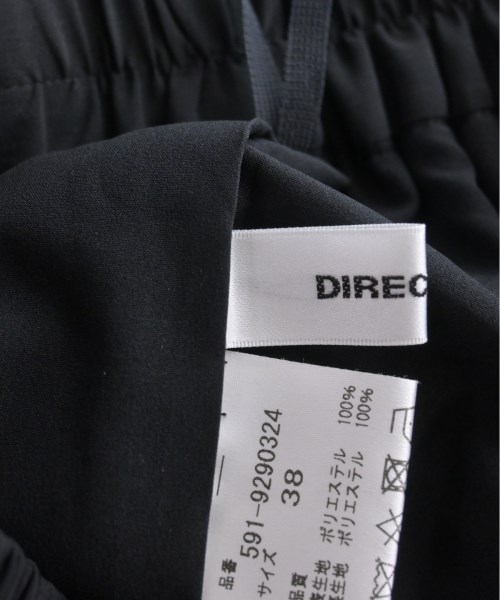 DIREC
品番
591-9290324
サイズ
38
品質
表生地 ポリエステル 100%
裏生地 ポリエステル 100%